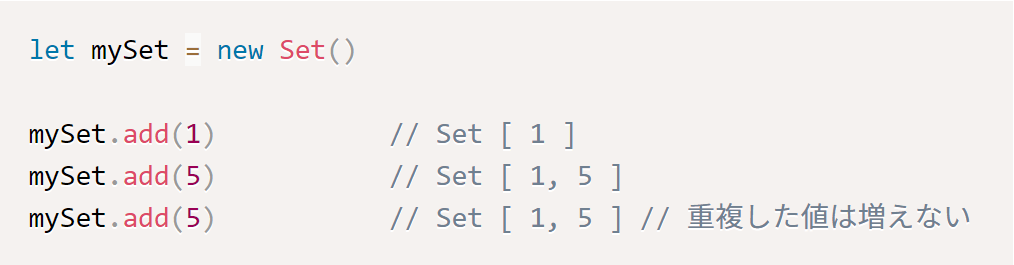 let mySet = new Set()
mySet.add(1) // Set [ 1 ]
mySet.add(5) // Set [ 1, 5 ]
mySet.add(5) // Set [ 1, 5 ] // 重複した値は増えない